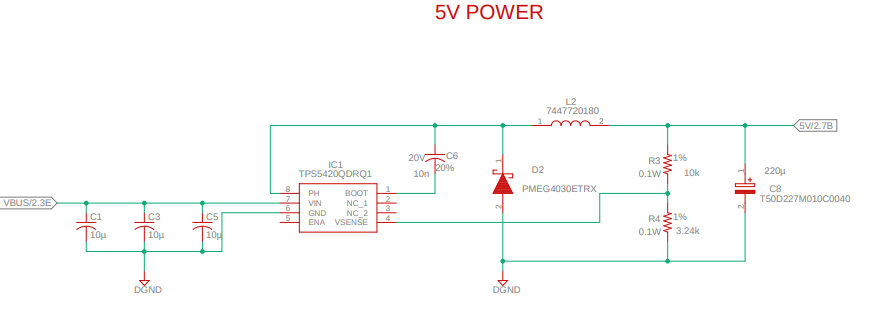 5V POWER
L2
7447720180
1 2
5V/2.7B
20V C6
20%
10n
IC1
TPS5420QDRQ1
8 PH BOOT 1
7 VIN NC_1 2
6 GND NC_2 3
5 ENA VSENSE 4
VBUS/2.3E
C1
10µ
C3
10µ
C5
10µ
DGND
1
D2
PMEG4030ETRX
2
DGND
R3 1%
0.1W 10k
R4 1%
0.1W 3.24k
1
+
220µ
C8
T50D227M010C0040
2